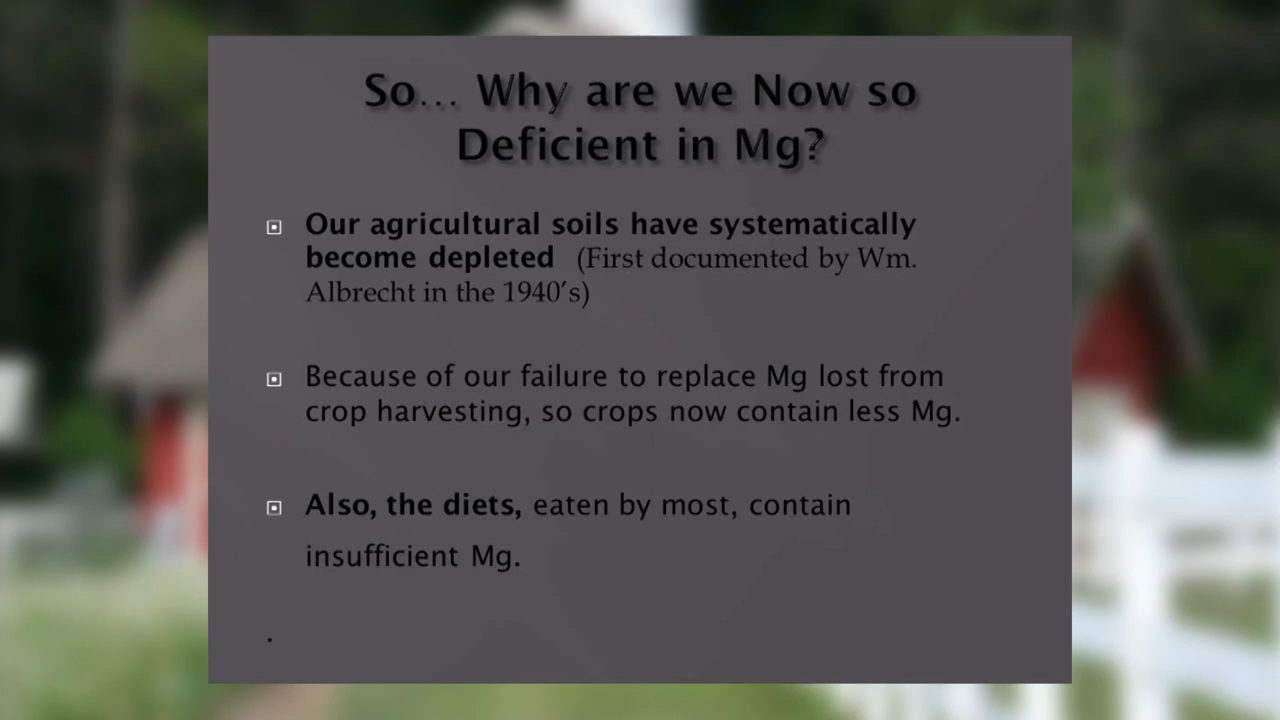 So... Why are we Now so
Deficient in Mg?
Our agricultural soils have systematically
become depleted (First documented by Wm.
Albrecht in the 1940's)
Because of our failure to replace Mg lost from
crop harvesting, so crops now contain less Mg.
Also, the diets, eaten by most, contain
insufficient Mg.
.